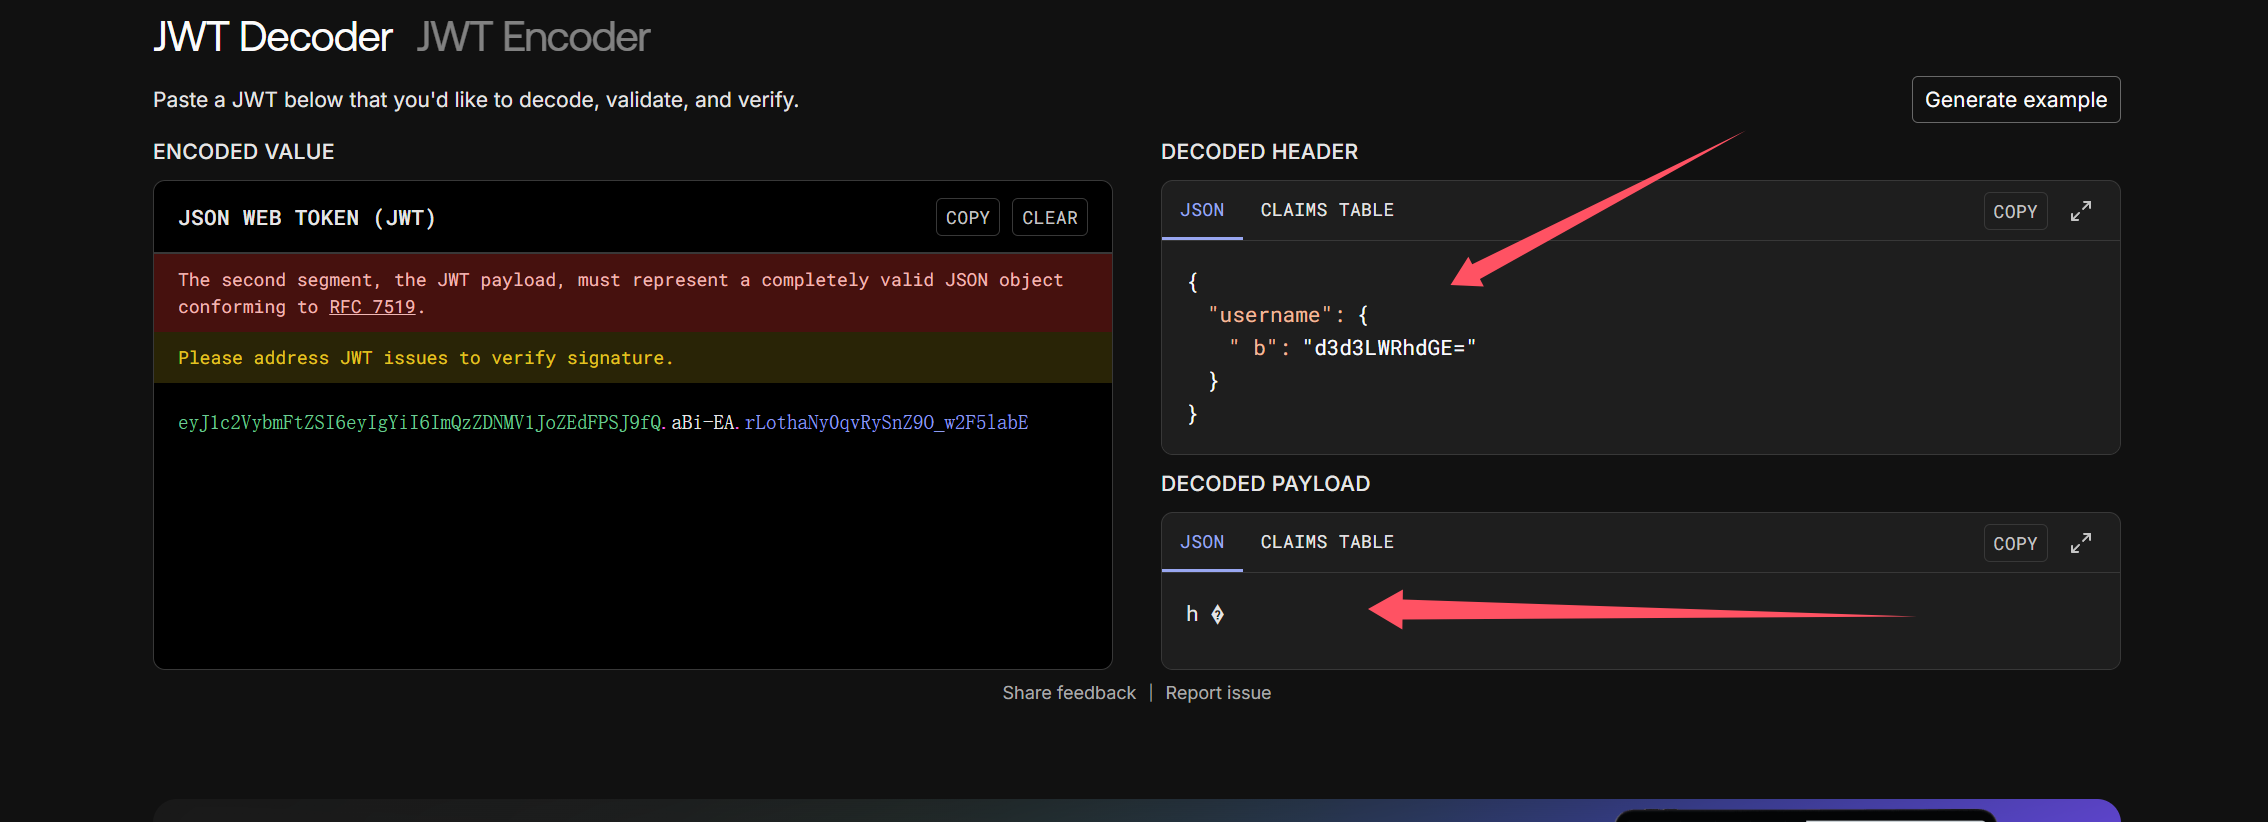 JWT Decoder JWT Encoder
Paste a JWT below that you'd like to decode, validate, and verify.
Generate example
ENCODED VALUE
JSON WEB TOKEN (JWT)
COPY
CLEAR
The second segment, the JWT payload, must represent a completely valid JSON object
conforming to RFC 7519.
Please address JWT issues to verify signature.
eyJ1c2VybmFtZSI6eyIgYiI6ImQzZDNMV1JoZEdFPSJ9fQ.aBi-EA.rLothaNy0qvRySnZ9O_w2F5labE
DECODED HEADER
JSON
CLAIMS TABLE
COPY
{
"username": {
" b": "d3d3LWRhdGE="
}
}
DECODED PAYLOAD
JSON
CLAIMS TABLE
COPY
h �
Share feedback | Report issue